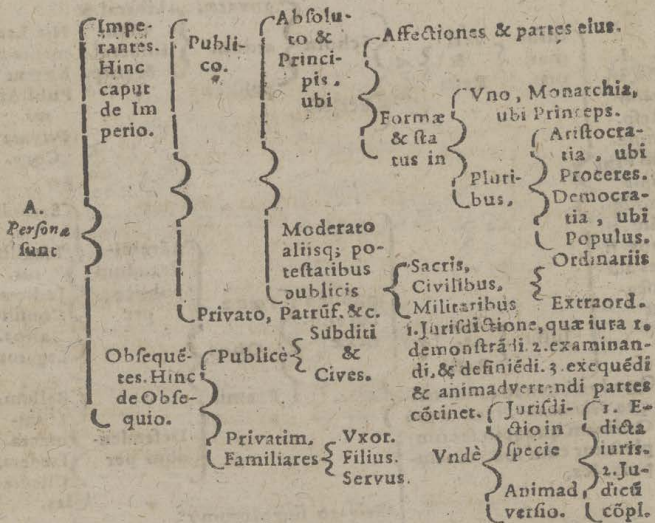 A.
Personæ
sunt
Impe-
rantes.
Hinc
caput
de Im
perio.
Publi-
co.
Absolu-
to &
Princi-
pis,
ubi
Affectiones & partes eius.
Formæ
& sta
tus in
Vno, Monarchia,
ubi Princeps.
Pluri-
bus,
Aristocra-
tia, ubi
Proceres.
Democra-
tia, ubi
Populus.
Moderato
aliisq; po-
testatibus
publicis
Sacris,
Civilibus,
Militaribus
Ordinariis
Extraord.
Privato, Patrũf. &c.
Obsequẽ-
tes. Hinc
de Obse-
quio.
Publicè
Subditi
&
Cives.
Privatim.
Familiares
Vxor.
Filius.
Servus.
1. Jurisdictione, quæ iura 1.
demonstrãdi. 2. examinan-
di, & definiẽdi. 3. exequẽdi
& animadvertendi partes
cõtinet.
Vndè
Jurisdi-
ctio in
specie
1. E-
dicta
iuris.
2. Ju-
dicũ
cõpl.
Animad,
versio.